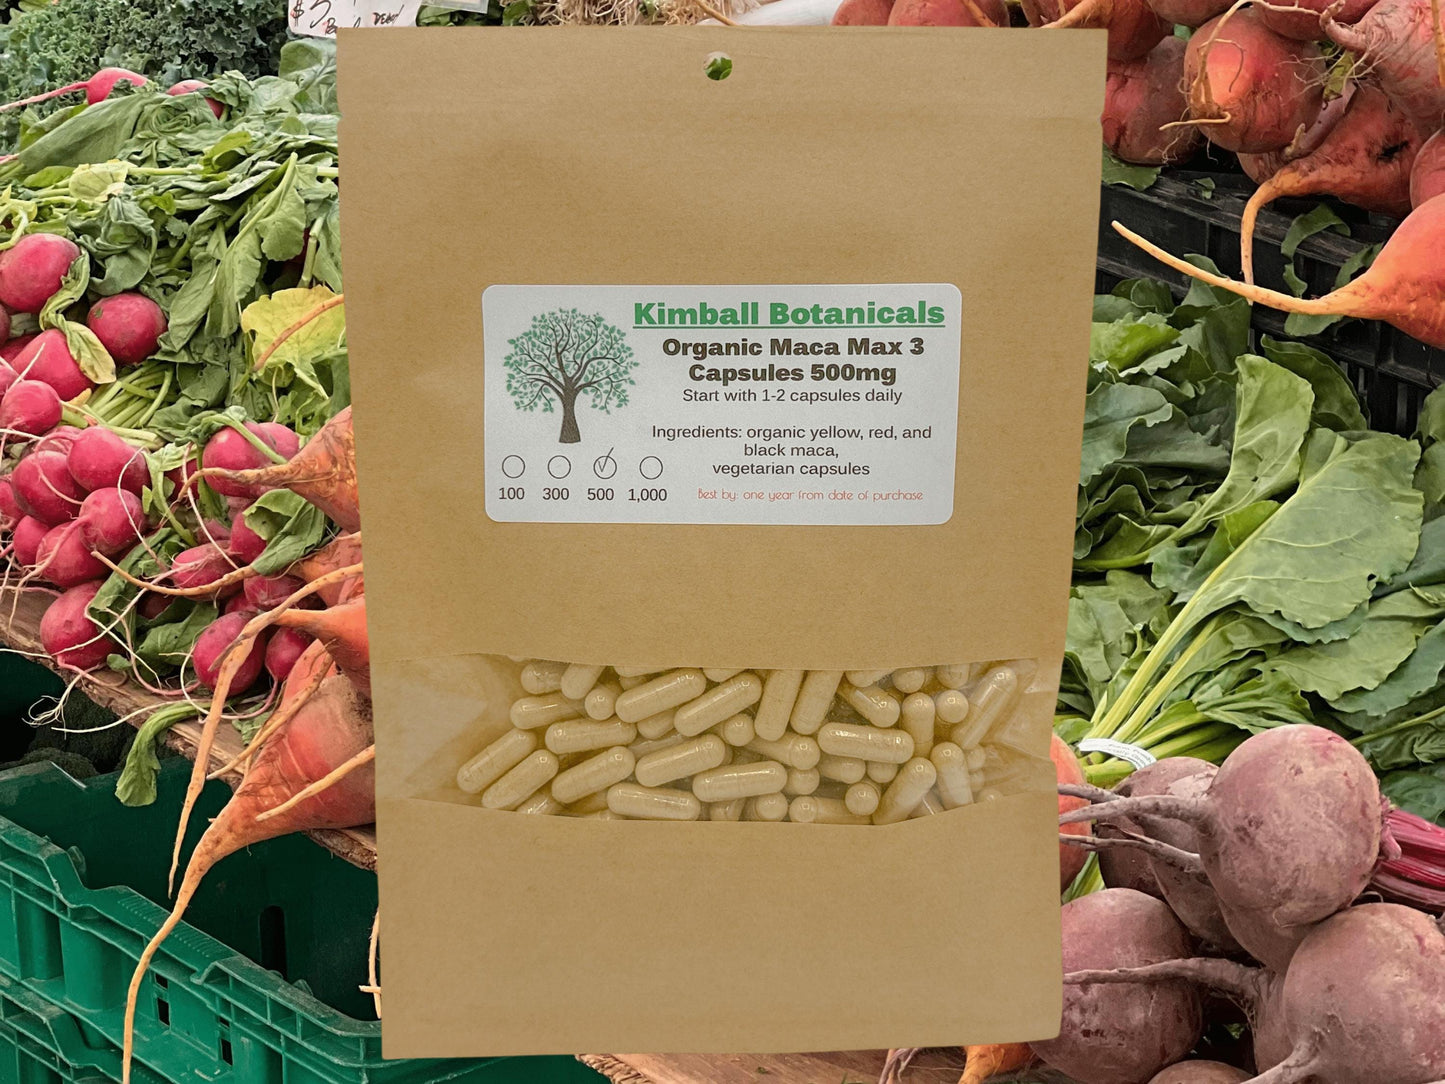 $3
Kimball Botanicals
Organic Maca Max 3
Capsules 500mg
Start with 1-2 capsules daily
Ingredients: organic yellow, red, and
black maca,
vegetarian capsules
100 300 500 1,000
Best by: one year from date of purchase